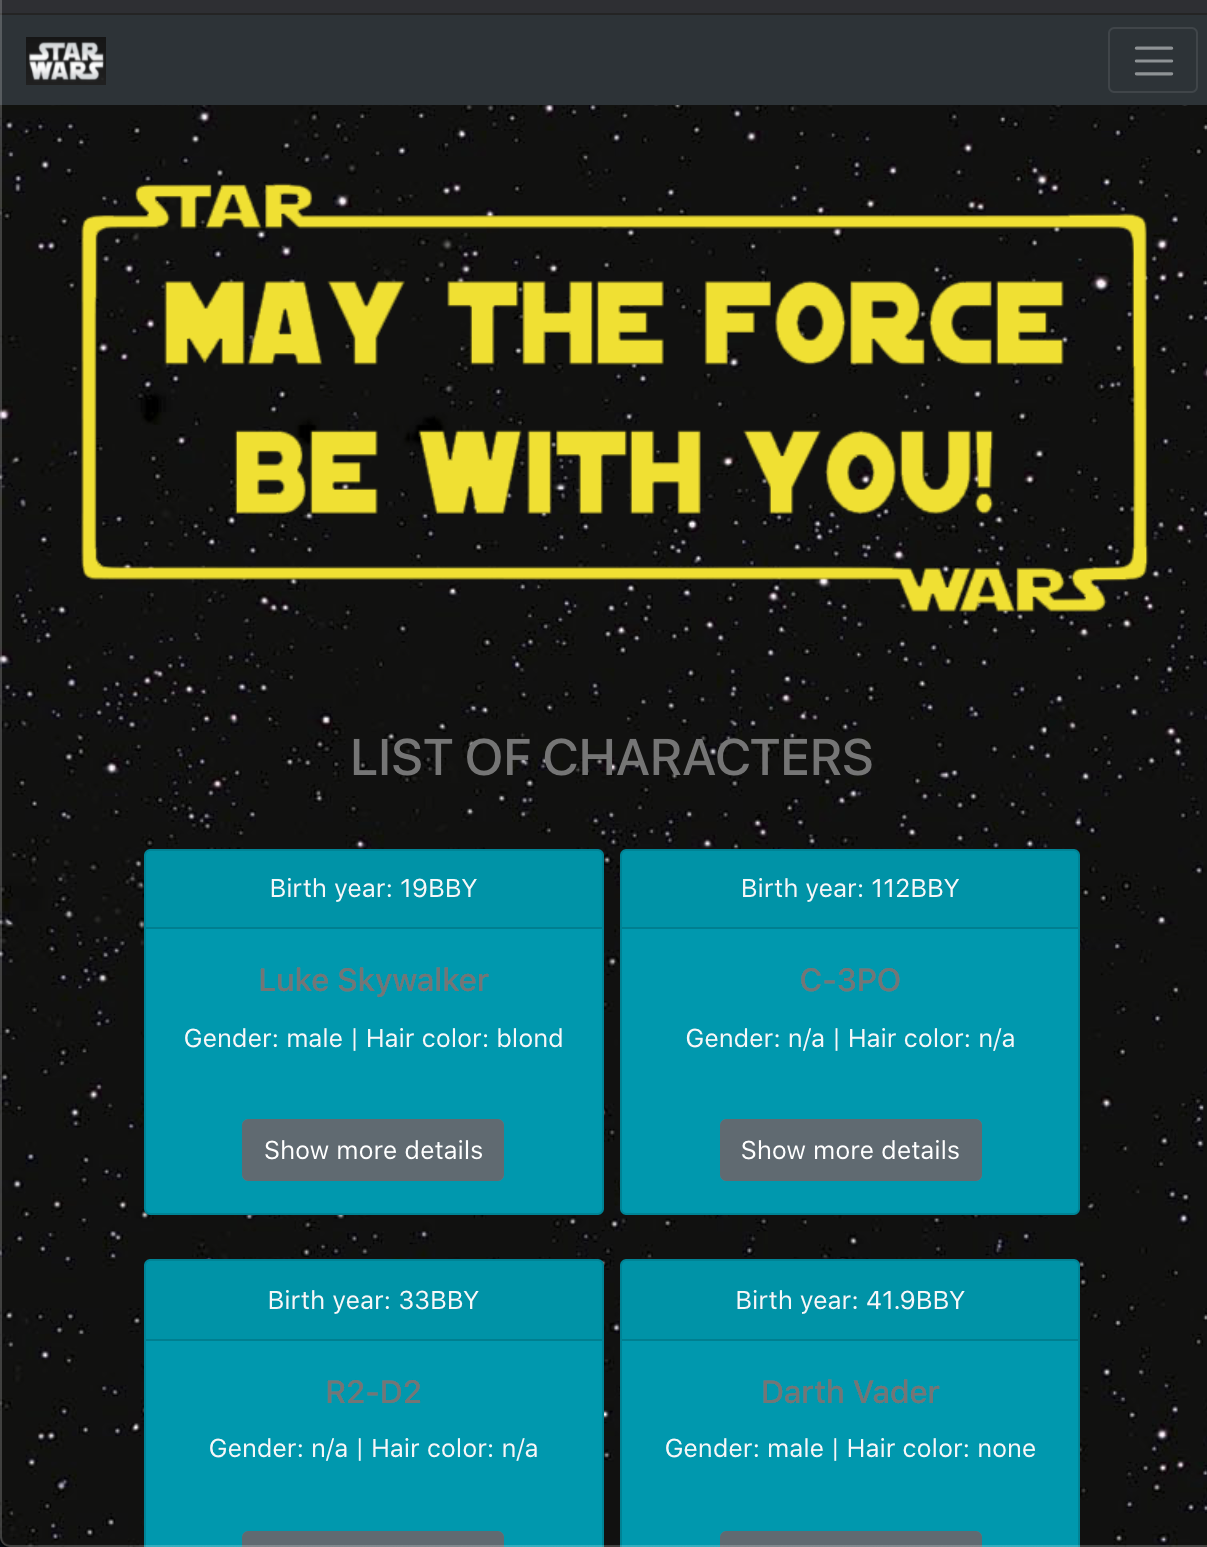 STAR
WARS
STAR
MAY THE FORCE
BE WITH YOU!
WARS
LIST OF CHARACTERS
Birth year: 19BBY
Luke Skywalker
Gender: male | Hair color: blond
Show more details
Birth year: 112BBY
C-3PO
Gender: n/a | Hair color: n/a
Show more details
Birth year: 33BBY
R2-D2
Gender: n/a | Hair color: n/a
Birth year: 41.9BBY
Darth Vader
Gender: male | Hair color: none